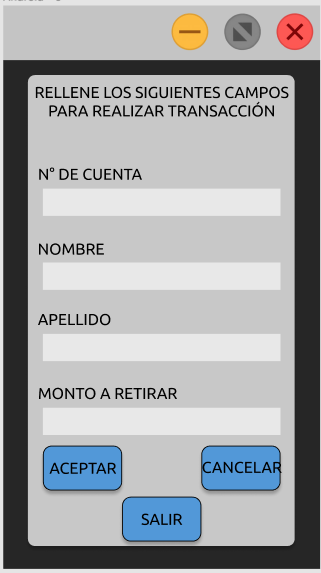 RELLENE LOS SIGUIENTES CAMPOS
PARA REALIZAR TRANSACCIÓN
N° DE CUENTA
NOMBRE
APELLIDO
MONTO A RETIRAR
ACEPTAR
CANCELAR
SALIR